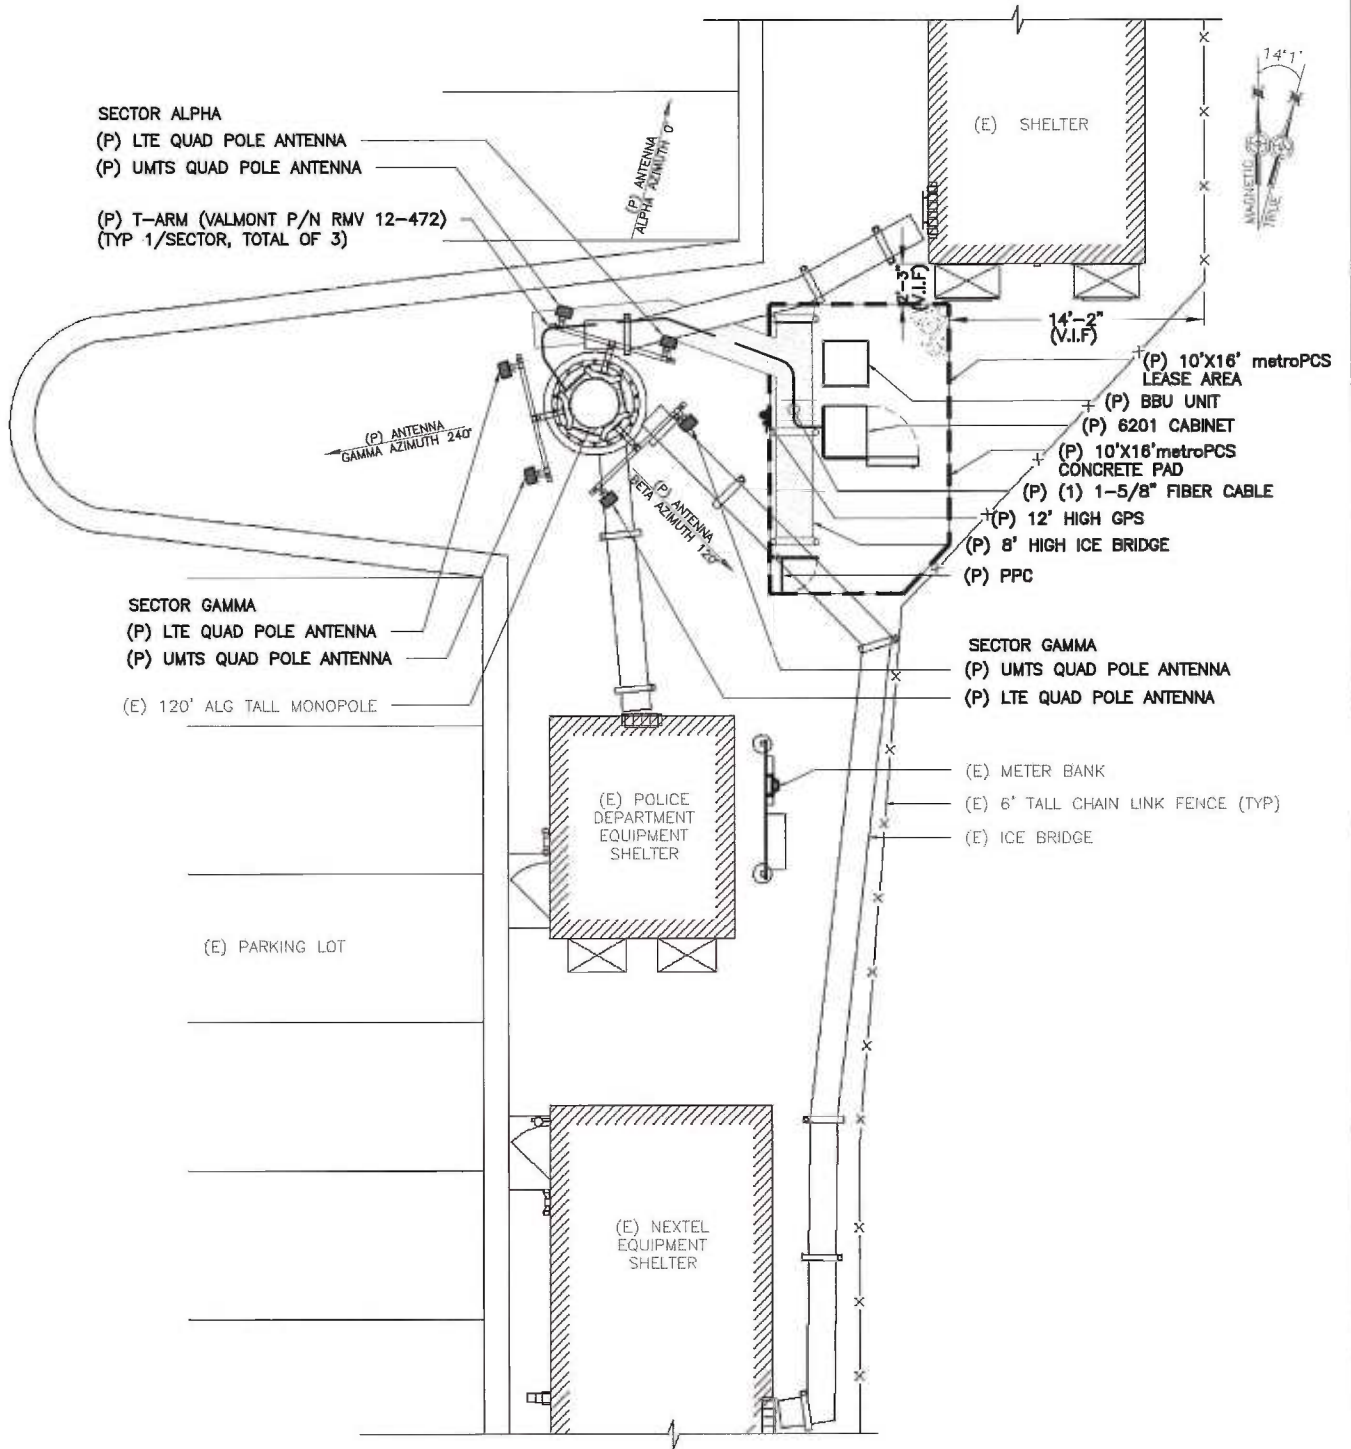 14°1'
MAGNETIC
TRUE
SECTOR ALPHA
(P) LTE QUAD POLE ANTENNA
(P) UMTS QUAD POLE ANTENNA
(P) T-ARM (VALMONT P/N RMV 12-472)
(TYP 1/SECTOR, TOTAL OF 3)
(P) ANTENNA
ALPHA AZIMUTH 0°
(E) SHELTER
2'-3"
(V.I.F)
14'-2"
(V.I.F)
(P) 10'X16' metroPCS
LEASE AREA
(P) BBU UNIT
(P) 6201 CABINET
(P) 10'X16'metroPCS
CONCRETE PAD
(P) (1) 1-5/8" FIBER CABLE
(P) 12' HIGH GPS
(P) 8' HIGH ICE BRIDGE
(P) PPC
(P) ANTENNA
GAMMA AZIMUTH 240°
(P) ANTENNA
BETA AZIMUTH 120°
SECTOR GAMMA
(P) LTE QUAD POLE ANTENNA
(P) UMTS QUAD POLE ANTENNA
(E) 120' ALG TALL MONOPOLE
SECTOR GAMMA
(P) UMTS QUAD POLE ANTENNA
(P) LTE QUAD POLE ANTENNA
(E) METER BANK
(E) 6' TALL CHAIN LINK FENCE (TYP)
(E) ICE BRIDGE
(E) POLICE
DEPARTMENT
EQUIPMENT
SHELTER
(E) PARKING LOT
(E) NEXTEL
EQUIPMENT
SHELTER